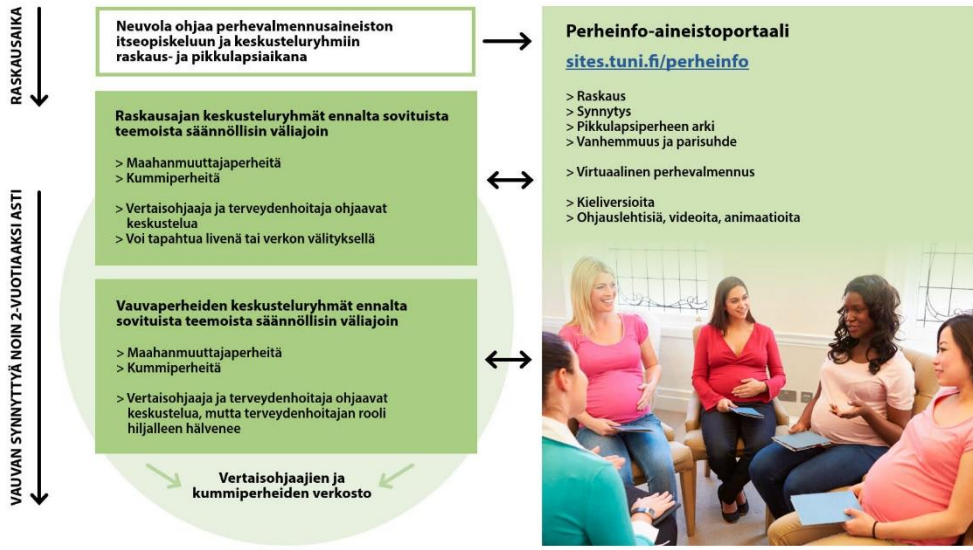 RASKAUSAIKA
Neuvola ohjaa perhevalmennusaineiston
itseopiskeluun ja keskusteluryhmiin
raskaus- ja pikkulapsiaikana
Raskausajan keskusteluryhmät ennalta sovituista
teemoista säännöllisin väliajoin
> Maahanmuuttajaperheitä
> Kummiperheitä
> Vertaisohjaaja ja terveydenhoitaja ohjaavat
keskustelua
> Voi tapahtua livenä tai verkon välityksellä
VAUVAN SYNNYTTYÄ NOIN 2-VUOTIAAKSI ASTI
Vauvaperheiden keskusteluryhmät ennalta
sovituista teemoista säännöllisin väliajoin
> Maahanmuuttajaperheitä
> Kummiperheitä
> Vertaisohjaaja ja terveydenhoitaja ohjaavat
keskustelua, mutta terveydenhoitajan rooli
hiljalleen hälvenee
Vertaisohjaajien ja
kummiperheiden verkosto
Perheinfo-aineistoportaali
sites.tuni.fi/perheinfo
> Raskaus
> Synnytys
> Pikkulapsiperheen arki
> Vanhemmuus ja parisuhde
> Virtuaalinen perhevalmennus
> Kieliversioita
> Ohjauslehtisiä, videoita, animaatioita